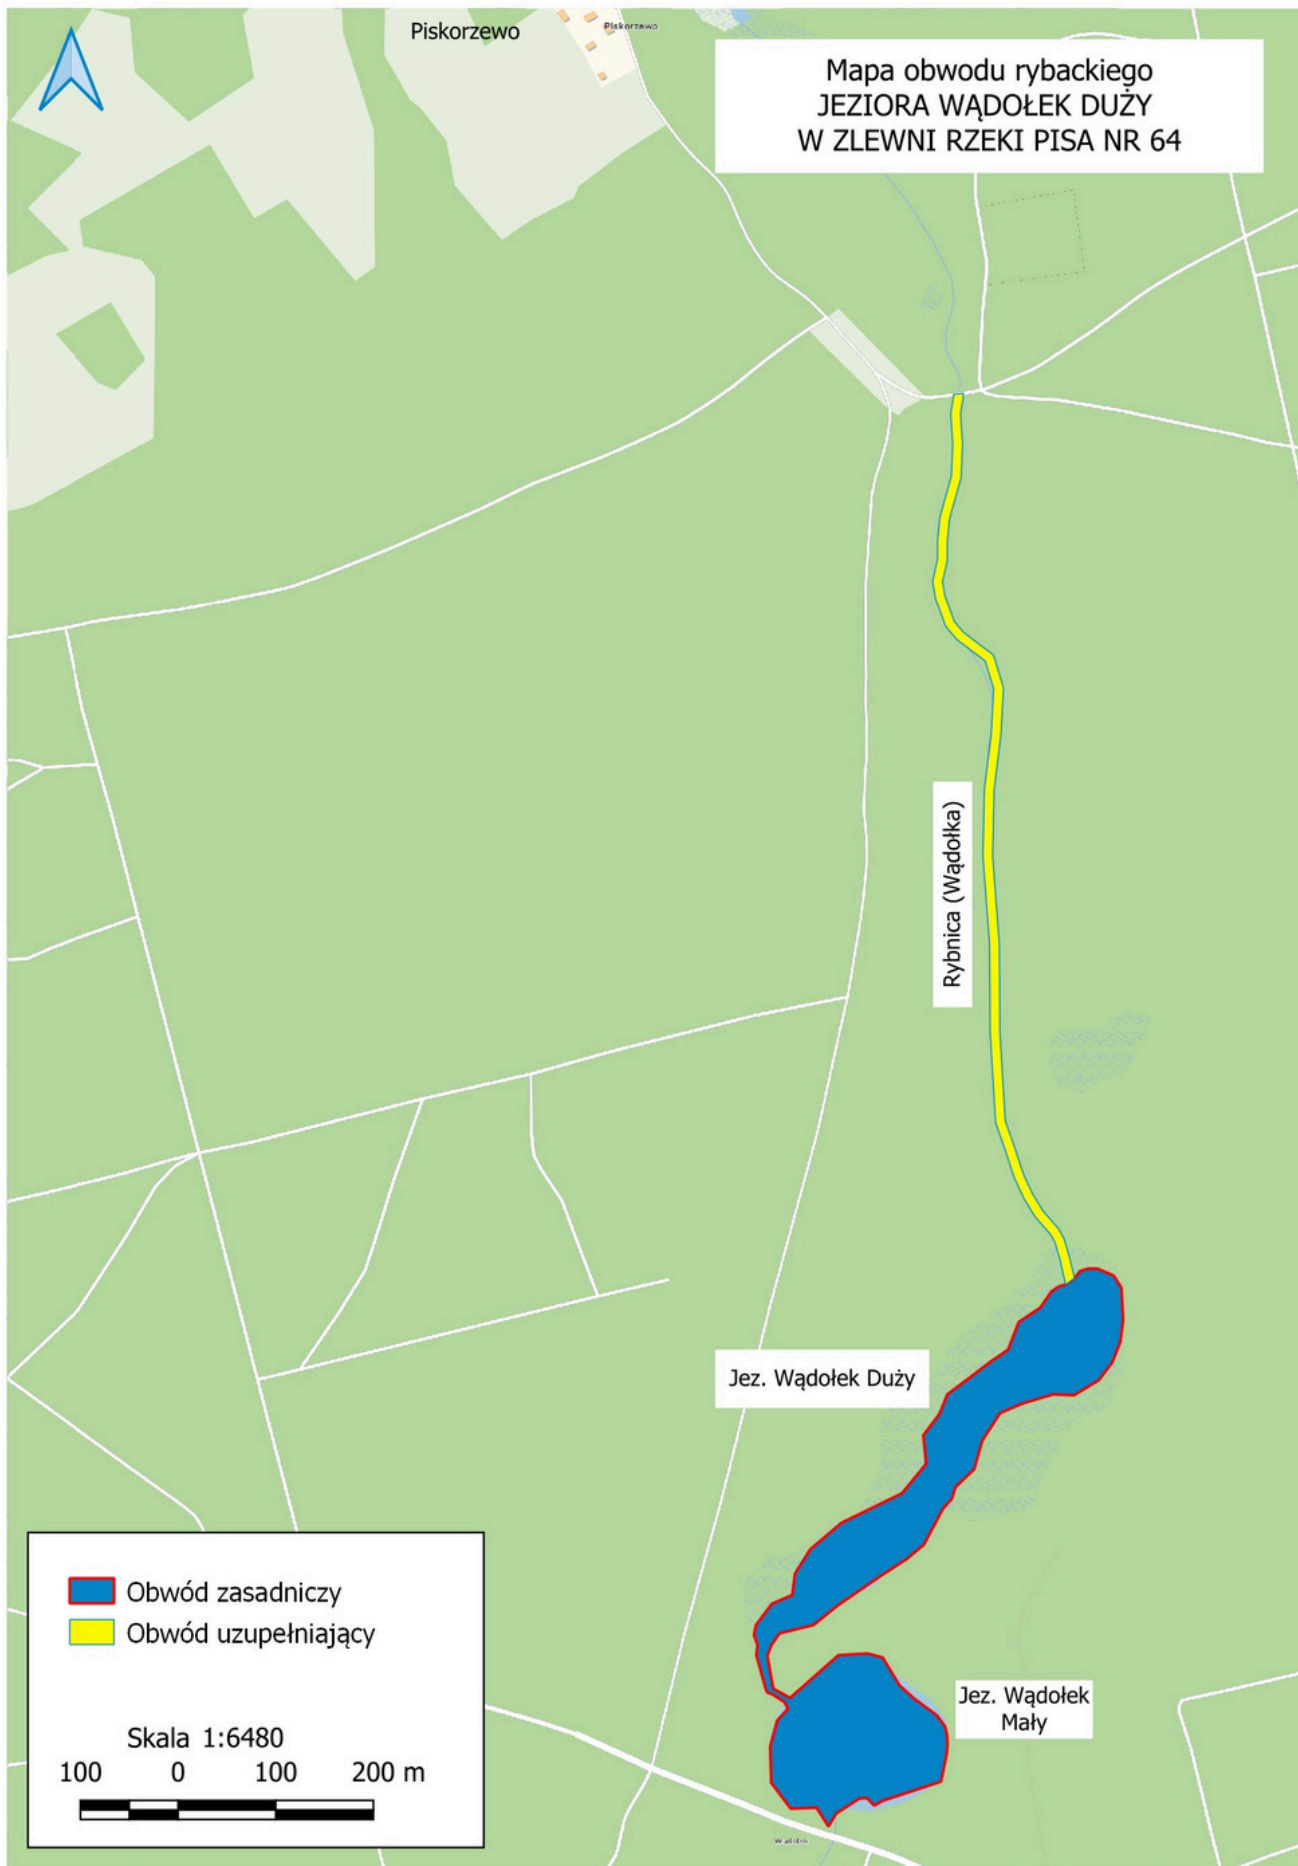 Piskorzewo
Piskorzewo
Mapa obwodu rybackiego
JEZIORA WĄDOŁEK DUŻY
W ZLEWNI RZEKI PISA NR 64
Rybnica (Wądołka)
Jez. Wądołek Duży
Jez. Wądołek
Mały
Obwód zasadniczy
Obwód uzupełniający
Skala 1:6480
100 0 100 200 m
Wądołek